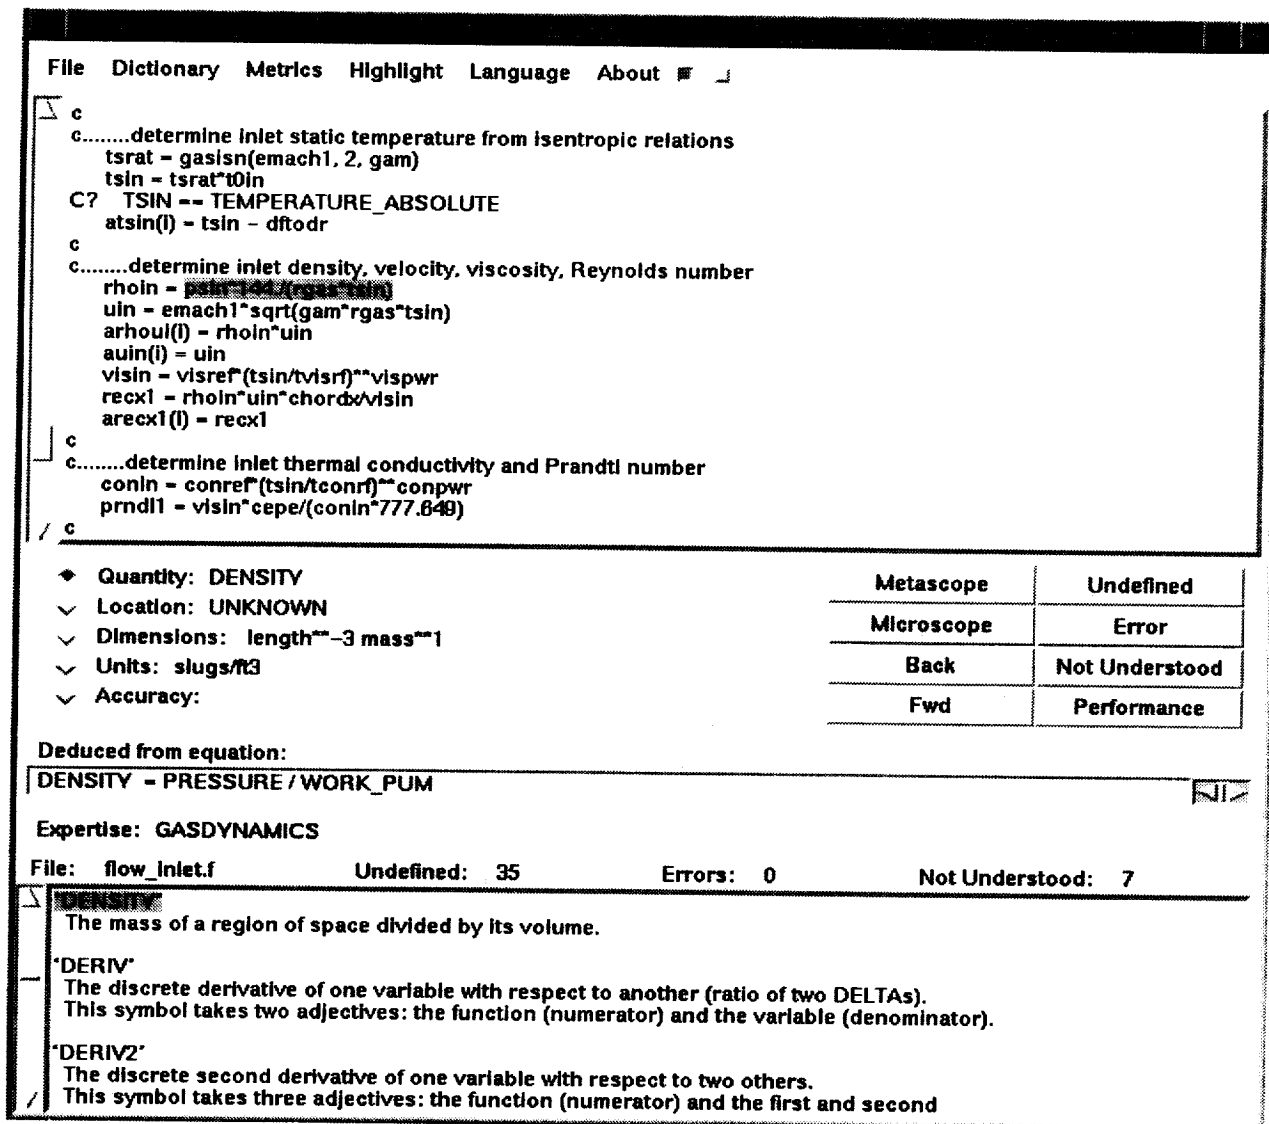 File Dictionary Metrics Highlight Language About
c
c........determine inlet static temperature from isentropic relations
tsrat = gasisn(emach1, 2, gam)
tsin = tsrat*t0in
C? TSIN == TEMPERATURE_ABSOLUTE
atsin(i) = tsin - dftodr
c
c........determine inlet density, velocity, viscosity, Reynolds number
rhoin = psin*144./(rgas*tsin)
uin = emach1*sqrt(gam*rgas*tsin)
arhoui(i) = rhoin*uin
auin(i) = uin
visin = visref*(tsin/tvisrf)**vispwr
recx1 = rhoin*uin*chordx/visin
arecx1(i) = recx1
c
c........determine inlet thermal conductivity and Prandtl number
conin = conref*(tsin/tconrf)**conpwr
prndl1 = visin*cepe/(conin*777.649)
c
Quantity: DENSITY
Location: UNKNOWN
Dimensions: length**-3 mass**1
Units: slugs/ft3
Accuracy:
Metascope Undefined
Microscope Error
Back Not Understood
Fwd Performance
Deduced from equation:
DENSITY = PRESSURE / WORK_PUM
Expertise: GASDYNAMICS
File: flow_inlet.f Undefined: 35 Errors: 0 Not Understood: 7
'DENSITY'
The mass of a region of space divided by its volume.
'DERIV'
The discrete derivative of one variable with respect to another (ratio of two DELTAs).
This symbol takes two adjectives: the function (numerator) and the variable (denominator).
'DERIV2'
The discrete second derivative of one variable with respect to two others.
This symbol takes three adjectives: the function (numerator) and the first and second